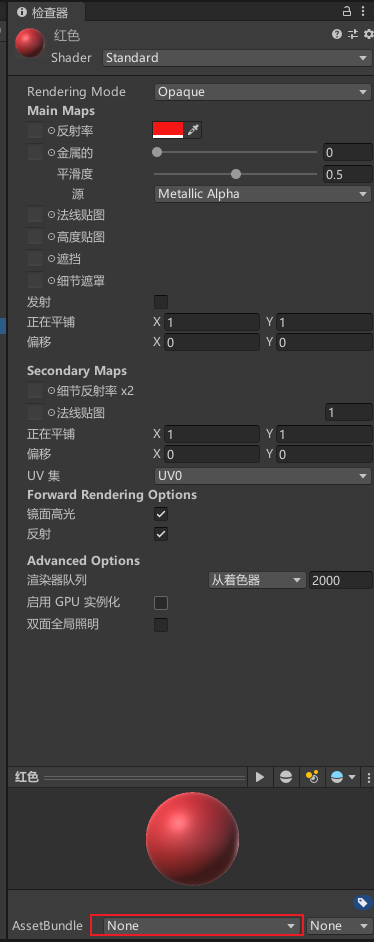 检查器
红色
Shader Standard
Rendering Mode Opaque
Main Maps
反射率
金属的 0
平滑度 0.5
源 Metallic Alpha
法线贴图
高度贴图
遮挡
细节遮罩
发射
正在平铺 X 1 Y 1
偏移 X 0 Y 0
Secondary Maps
细节反射率 x2
法线贴图 1
正在平铺 X 1 Y 1
偏移 X 0 Y 0
UV 集 UV0
Forward Rendering Options
镜面高光
反射
Advanced Options
渲染器队列 从着色器 2000
启用 GPU 实例化
双面全局照明
红色
AssetBundle None None